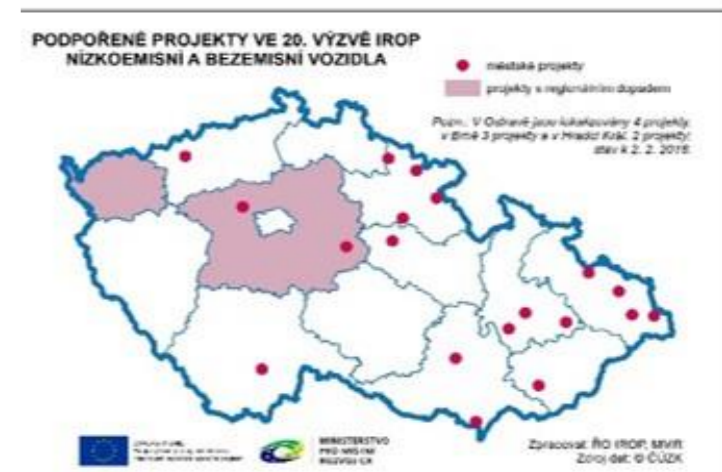 PODPOŘENÉ PROJEKTY VE 20. VÝZVĚ IROP
NÍZKOEMISNÍ A BEZEMISNÍ VOZIDLA
městské projekty
projekty s regionálním dopadem
Pozn.: V Ostravě jsou lokalizovány 4 projekty,
v Brně 3 projekty a v Hradci Král. 2 projekty;
stav k 2. 2. 2016.
MINISTERSTVO
PRO MÍSTNÍ
ROZVOJ ČR
Zpracoval: ŘO IROP, MMR
Zdroj dat: © ČÚZK